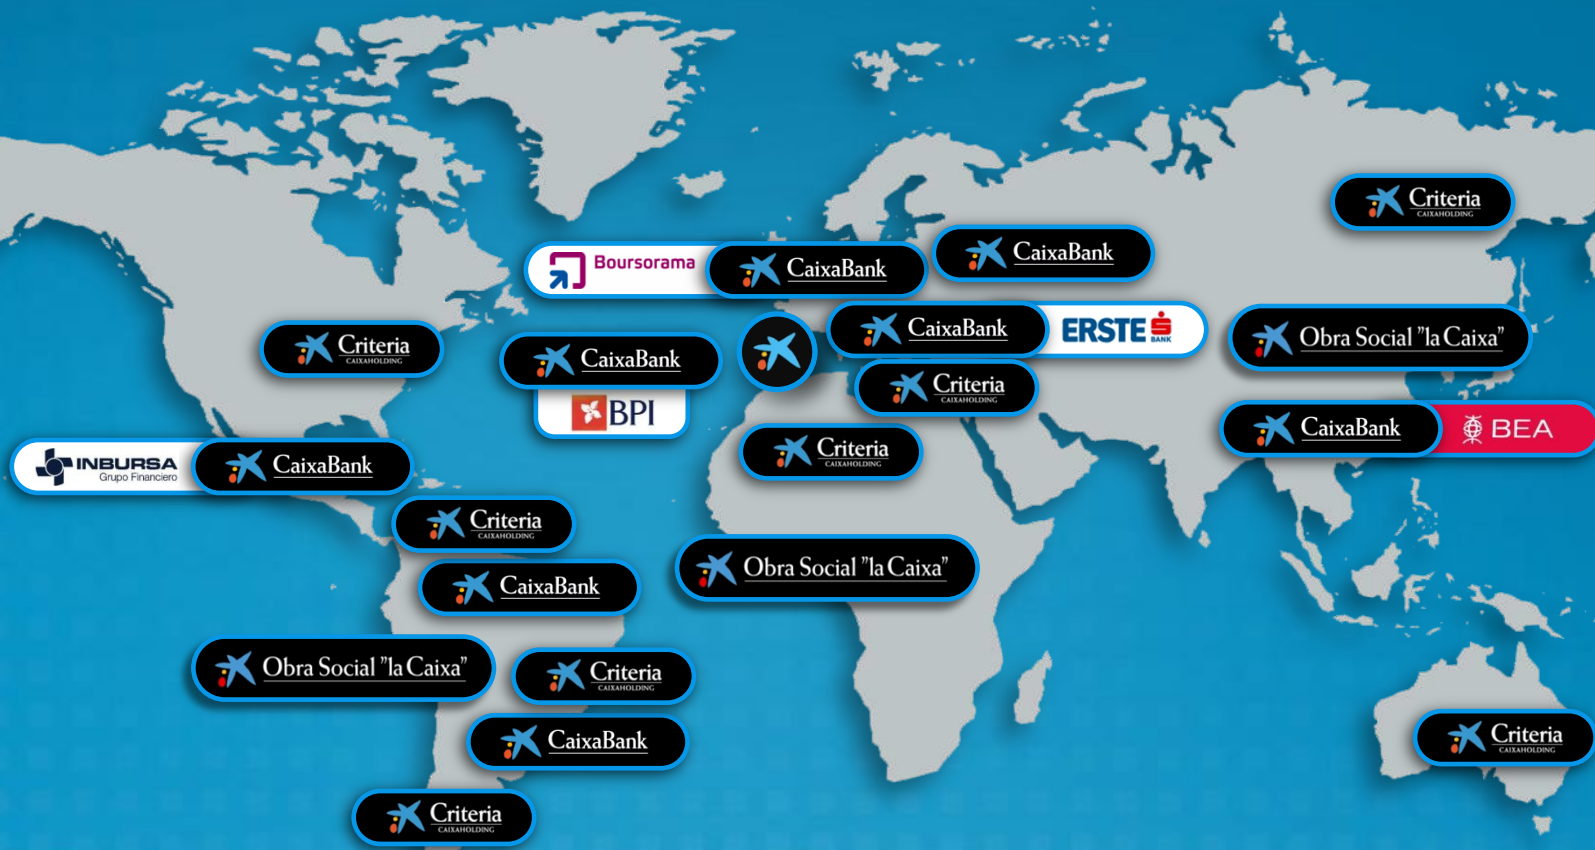 Criteria
CAIXAHOLDING
Boursorama
CaixaBank
CaixaBank
CaixaBank
ERSTE
BANK
Obra Social "la Caixa"
Criteria
CAIXAHOLDING
CaixaBank
BPI
Criteria
CAIXAHOLDING
CaixaBank
BEA
Criteria
CAIXAHOLDING
INBURSA
Grupo Financiero
CaixaBank
Criteria
CAIXAHOLDING
CaixaBank
Obra Social "la Caixa"
Obra Social "la Caixa"
Criteria
CAIXAHOLDING
CaixaBank
Criteria
CAIXAHOLDING
Criteria
CAIXAHOLDING